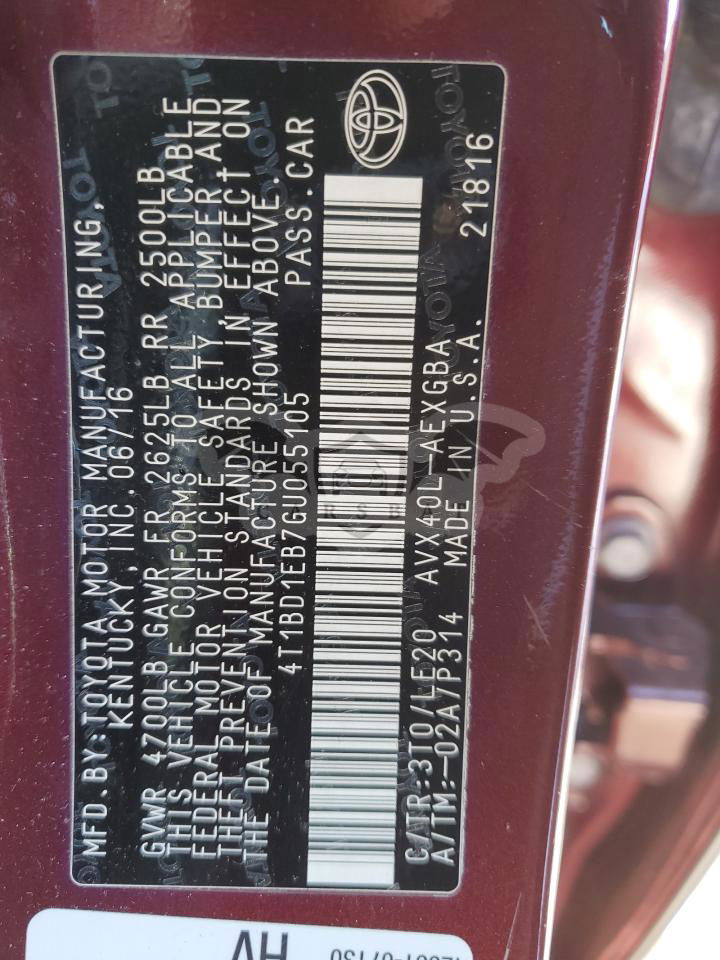 MFD. BY: TOYOTA MOTOR MANUFACTURING,
KENTUCKY, INC. 06/16
GVWR 4700LB GAWR FR 2625LB RR 2500LB
THIS VEHICLE CONFORMS TO ALL APPLICABLE
FEDERAL MOTOR VEHICLE SAFETY, BUMPER AND
THEFT PREVENTION STANDARDS IN EFFECT ON
THE DATE OF MANUFACTURE SHOWN ABOVE.
4T1BD1EB7GU055105 PASS. CAR
C/TR: 3T0/LE20 AVX40L-AEXGBA
A/TM: -02A7P314 MADE IN U.S.A. 21816
HV